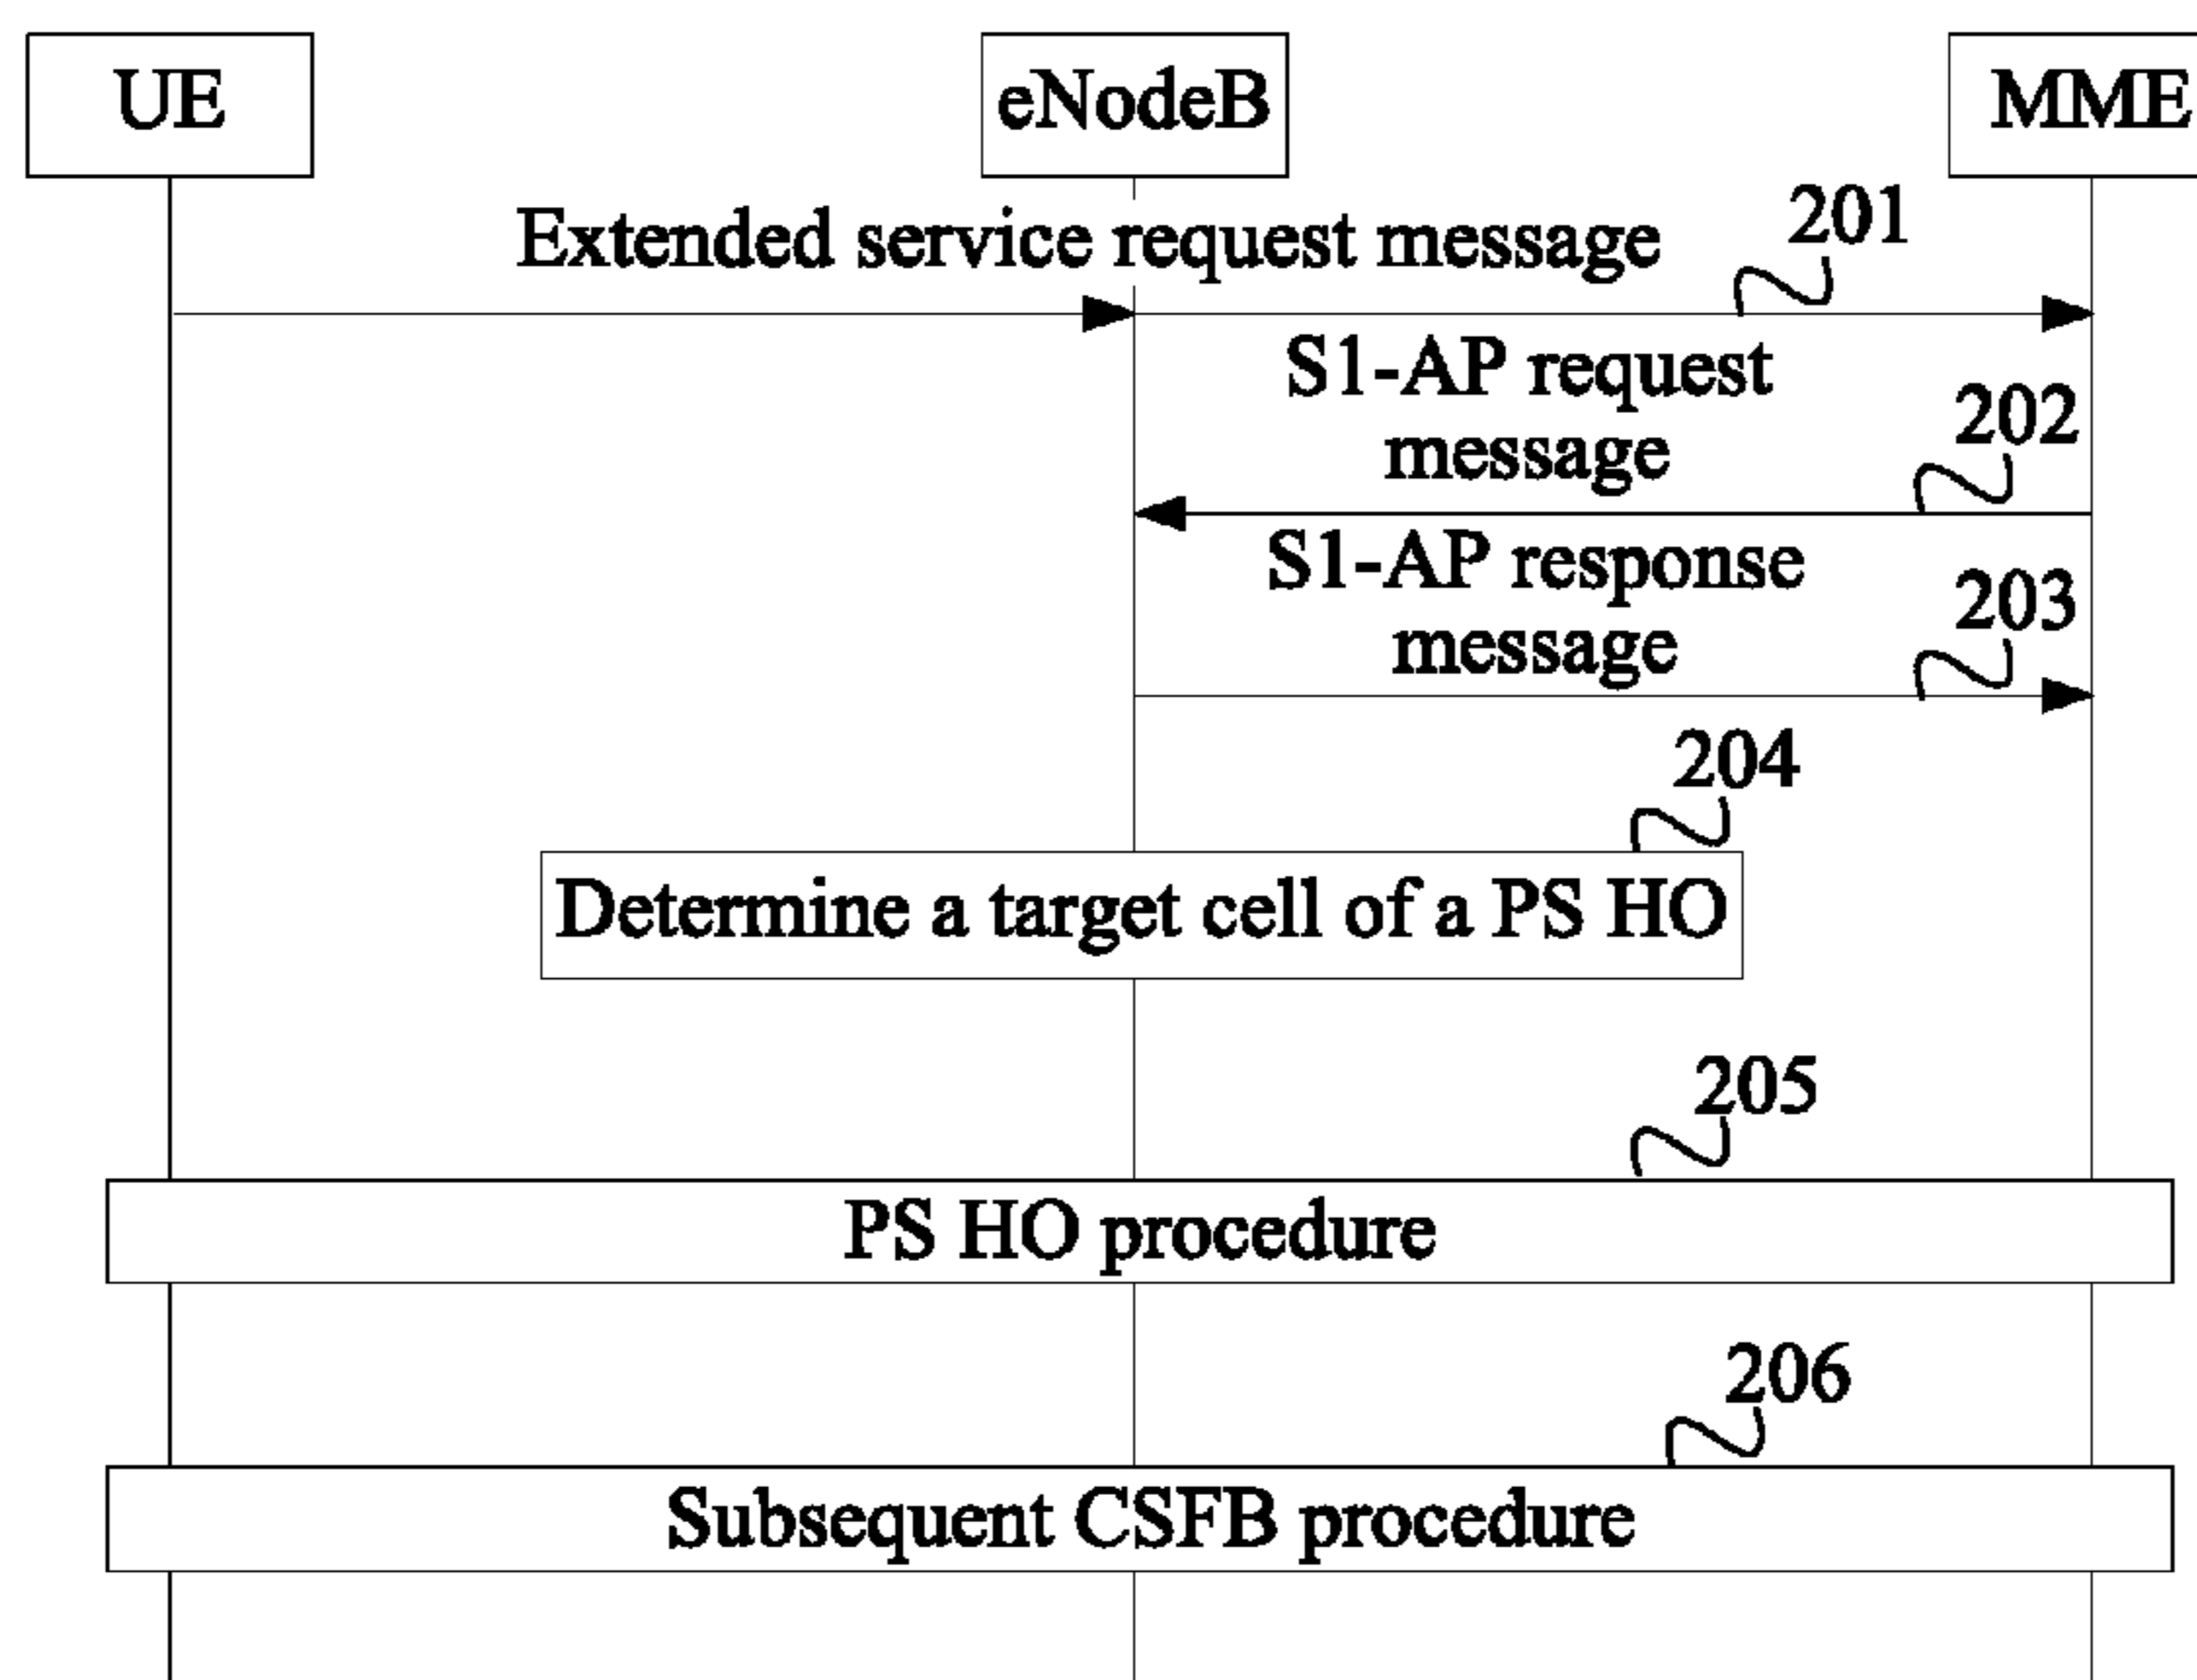 UE
eNodeB
MME
Extended service request message
201
S1-AP request
message
202
S1-AP response
message
203
204
Determine a target cell of a PS HO
205
PS HO procedure
206
Subsequent CSFB procedure